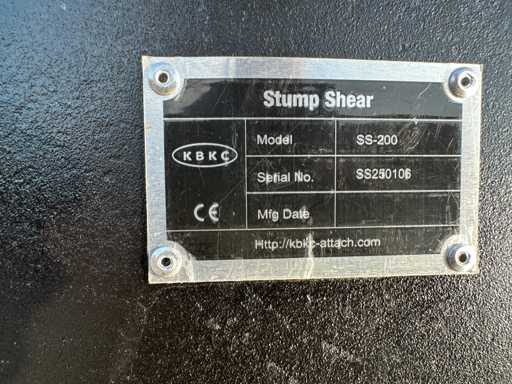 Stump Shear
KBKC
Model SS-200
Serial No. SS250106
CE
Mfg Date
Http://kbkc-attach.com